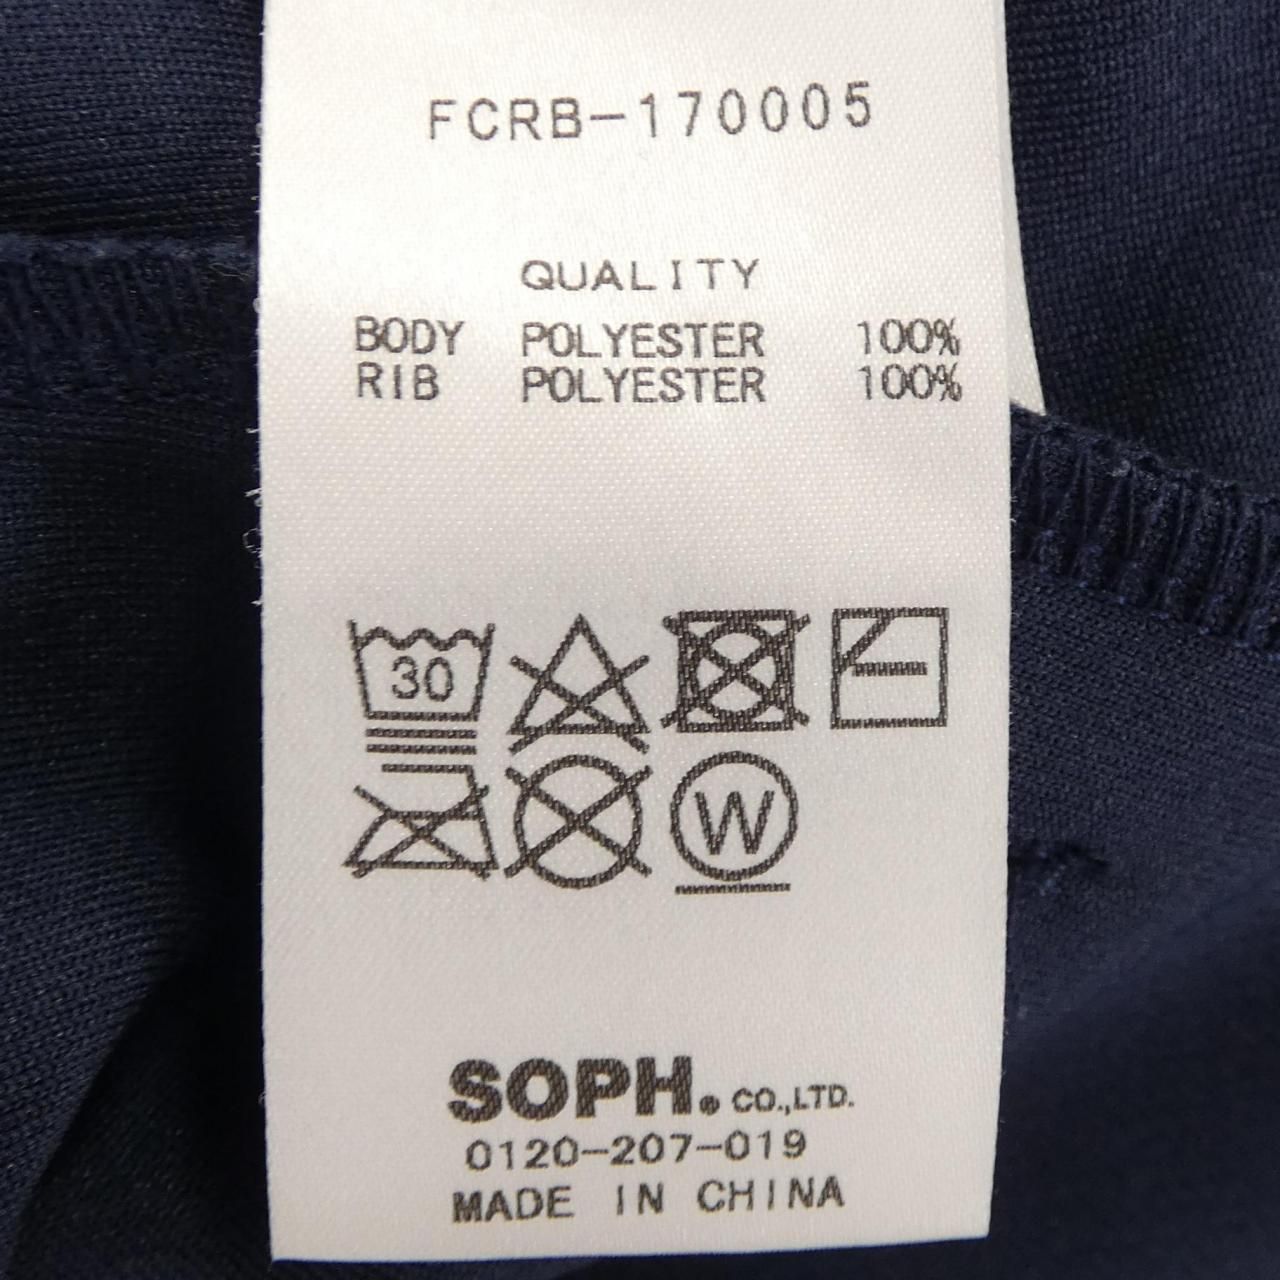 FCRB-170005
QUALITY
BODY POLYESTER 100%
RIB POLYESTER 100%
30
W
SOPH. CO.,LTD.
0120-207-019
MADE IN CHINA